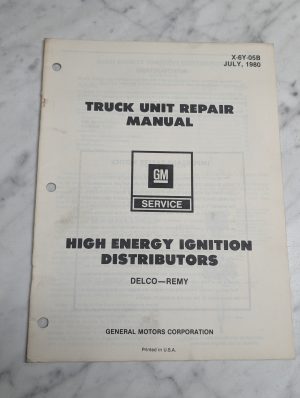 X-8Y-05B
JULY, 1980
TRUCK UNIT REPAIR
MANUAL
GM
SERVICE
HIGH ENERGY IGNITION
DISTRIBUTORS
DELCO—REMY
GENERAL MOTORS CORPORATION
Printed in U.S.A.